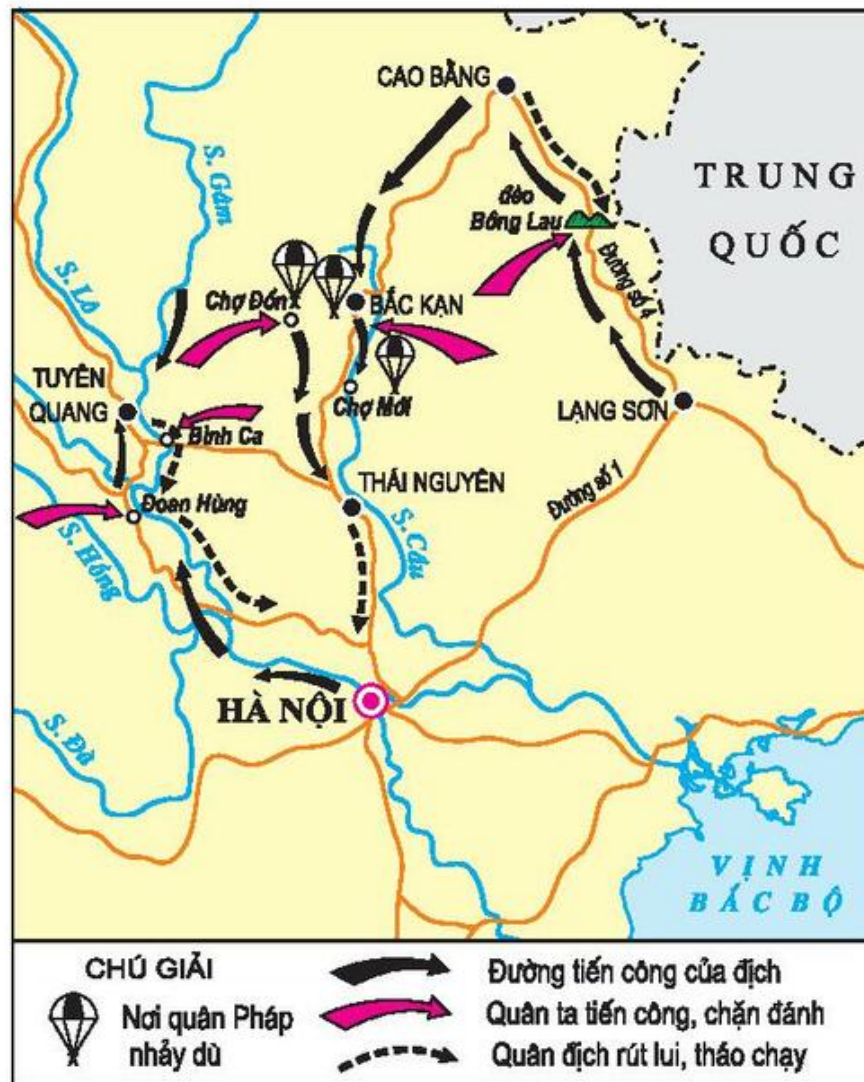 CAO BẰNG
TRUNG
QUỐC
đèo
Bông Lau
S. Gâm
S. Lô
Chợ Đồn
BẮC KẠN
Đường số 4
TUYÊN
QUANG
Chợ Mới
LẠNG SƠN
Bình Ca
Đoan Hùng
THÁI NGUYÊN
Đường số 1
S. Hồng
S. Cầu
HÀ NỘI
S. Đà
VỊNH
BẮC BỘ
CHÚ GIẢI
Nơi quân Pháp
nhảy dù
Đường tiến công của địch
Quân ta tiến công, chặn đánh
Quân địch rút lui, tháo chạy